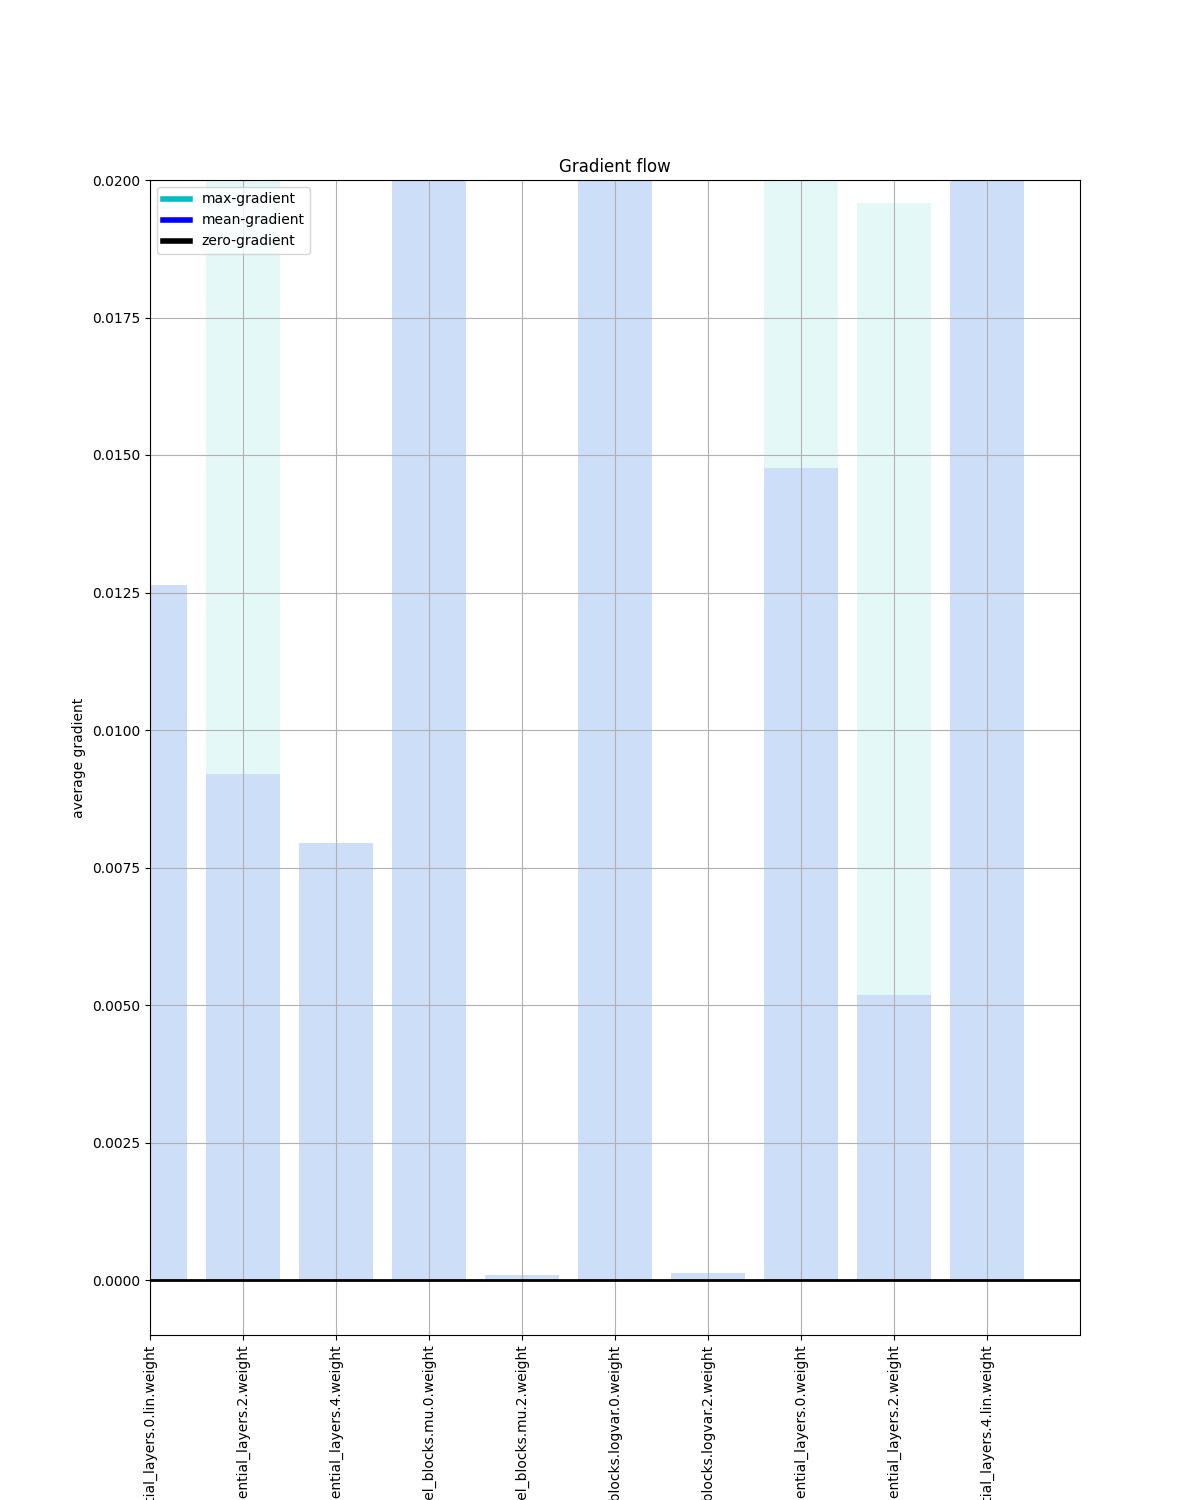 Gradient flow
max-gradient
mean-gradient
zero-gradient
0.0200
0.0175
0.0150
0.0125
0.0100
0.0075
0.0050
0.0025
0.0000
average gradient
tial_layers.0.lin.weight
ential_layers.2.weight
ential_layers.4.weight
el_blocks.mu.0.weight
el_blocks.mu.2.weight
blocks.logvar.0.weight
blocks.logvar.2.weight
ential_layers.0.weight
ential_layers.2.weight
tial_layers.4.lin.weight